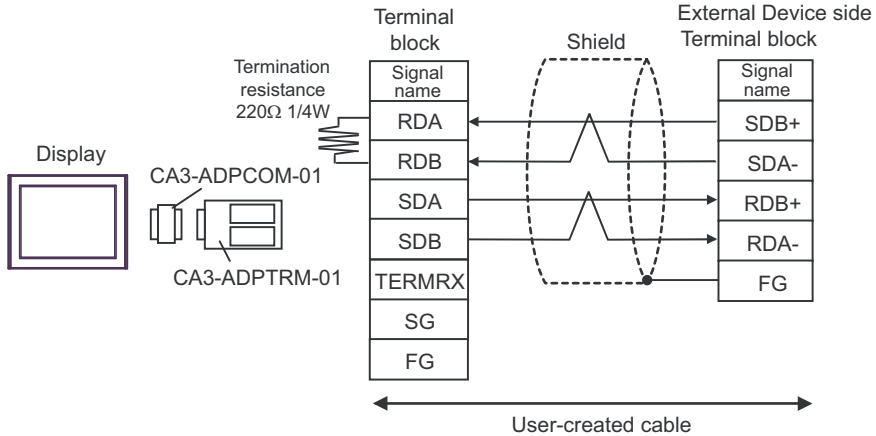 Terminal
block
External Device side
Terminal block
Shield
Termination
resistance
220Ω 1/4W
Display
CA3-ADPCOM-01
CA3-ADPTRM-01
Signal
name
RDA
RDB
SDA
SDB
TERMRX
SG
FG
Signal
name
SDB+
SDA-
RDB+
RDA-
FG
User-created cable